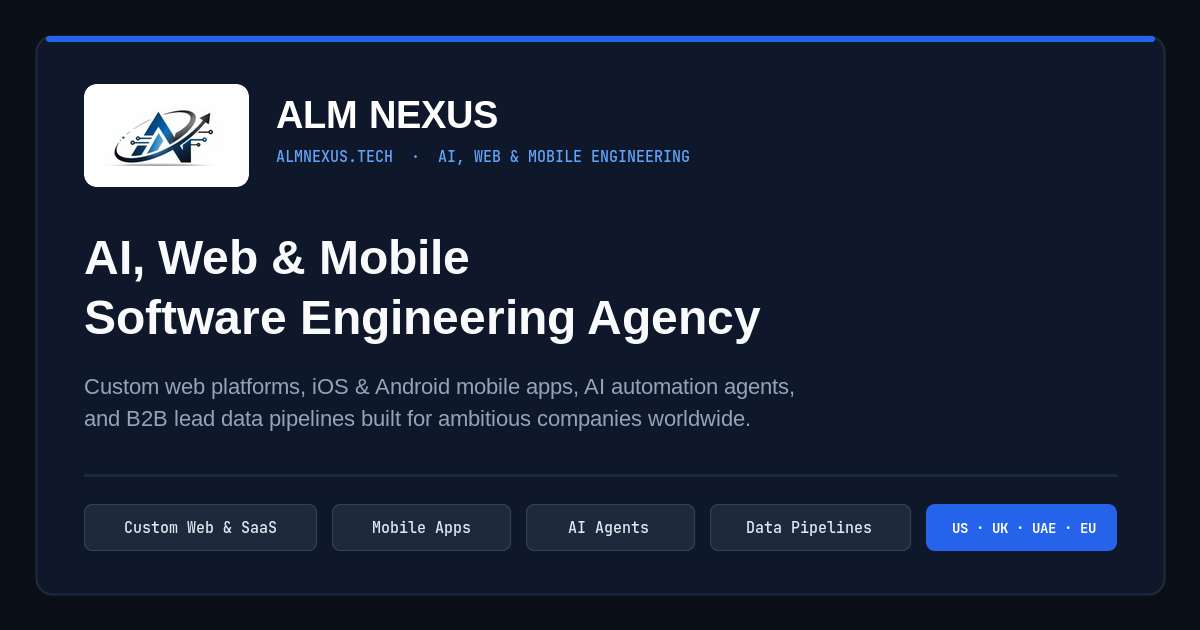 ALM NEXUS
ALMNEXUS.TECH · AI, WEB & MOBILE ENGINEERING
AI, Web & Mobile
Software Engineering Agency
Custom web platforms, iOS & Android mobile apps, AI automation agents,
and B2B lead data pipelines built for ambitious companies worldwide.
Custom Web & SaaS
Mobile Apps
AI Agents
Data Pipelines
US · UK · UAE · EU